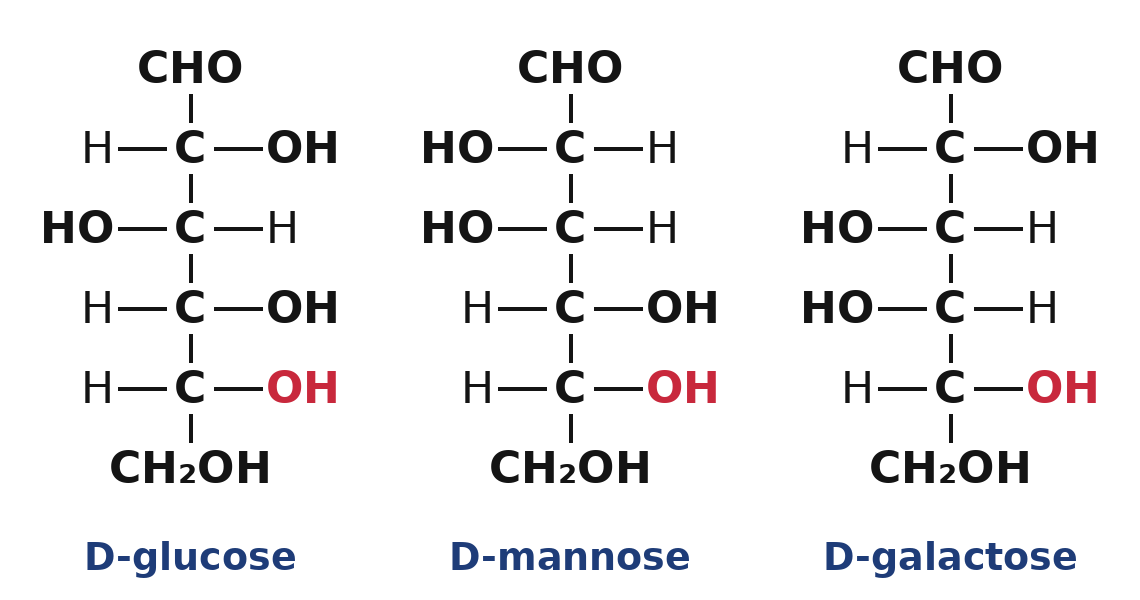 CHO CHO CHO
H C OH HO C H H C OH
HO C H HO C H HO C H
H C OH H C OH HO C H
H C OH H C OH H C OH
CH₂OH CH₂OH CH₂OH
D-glucose D-mannose D-galactose